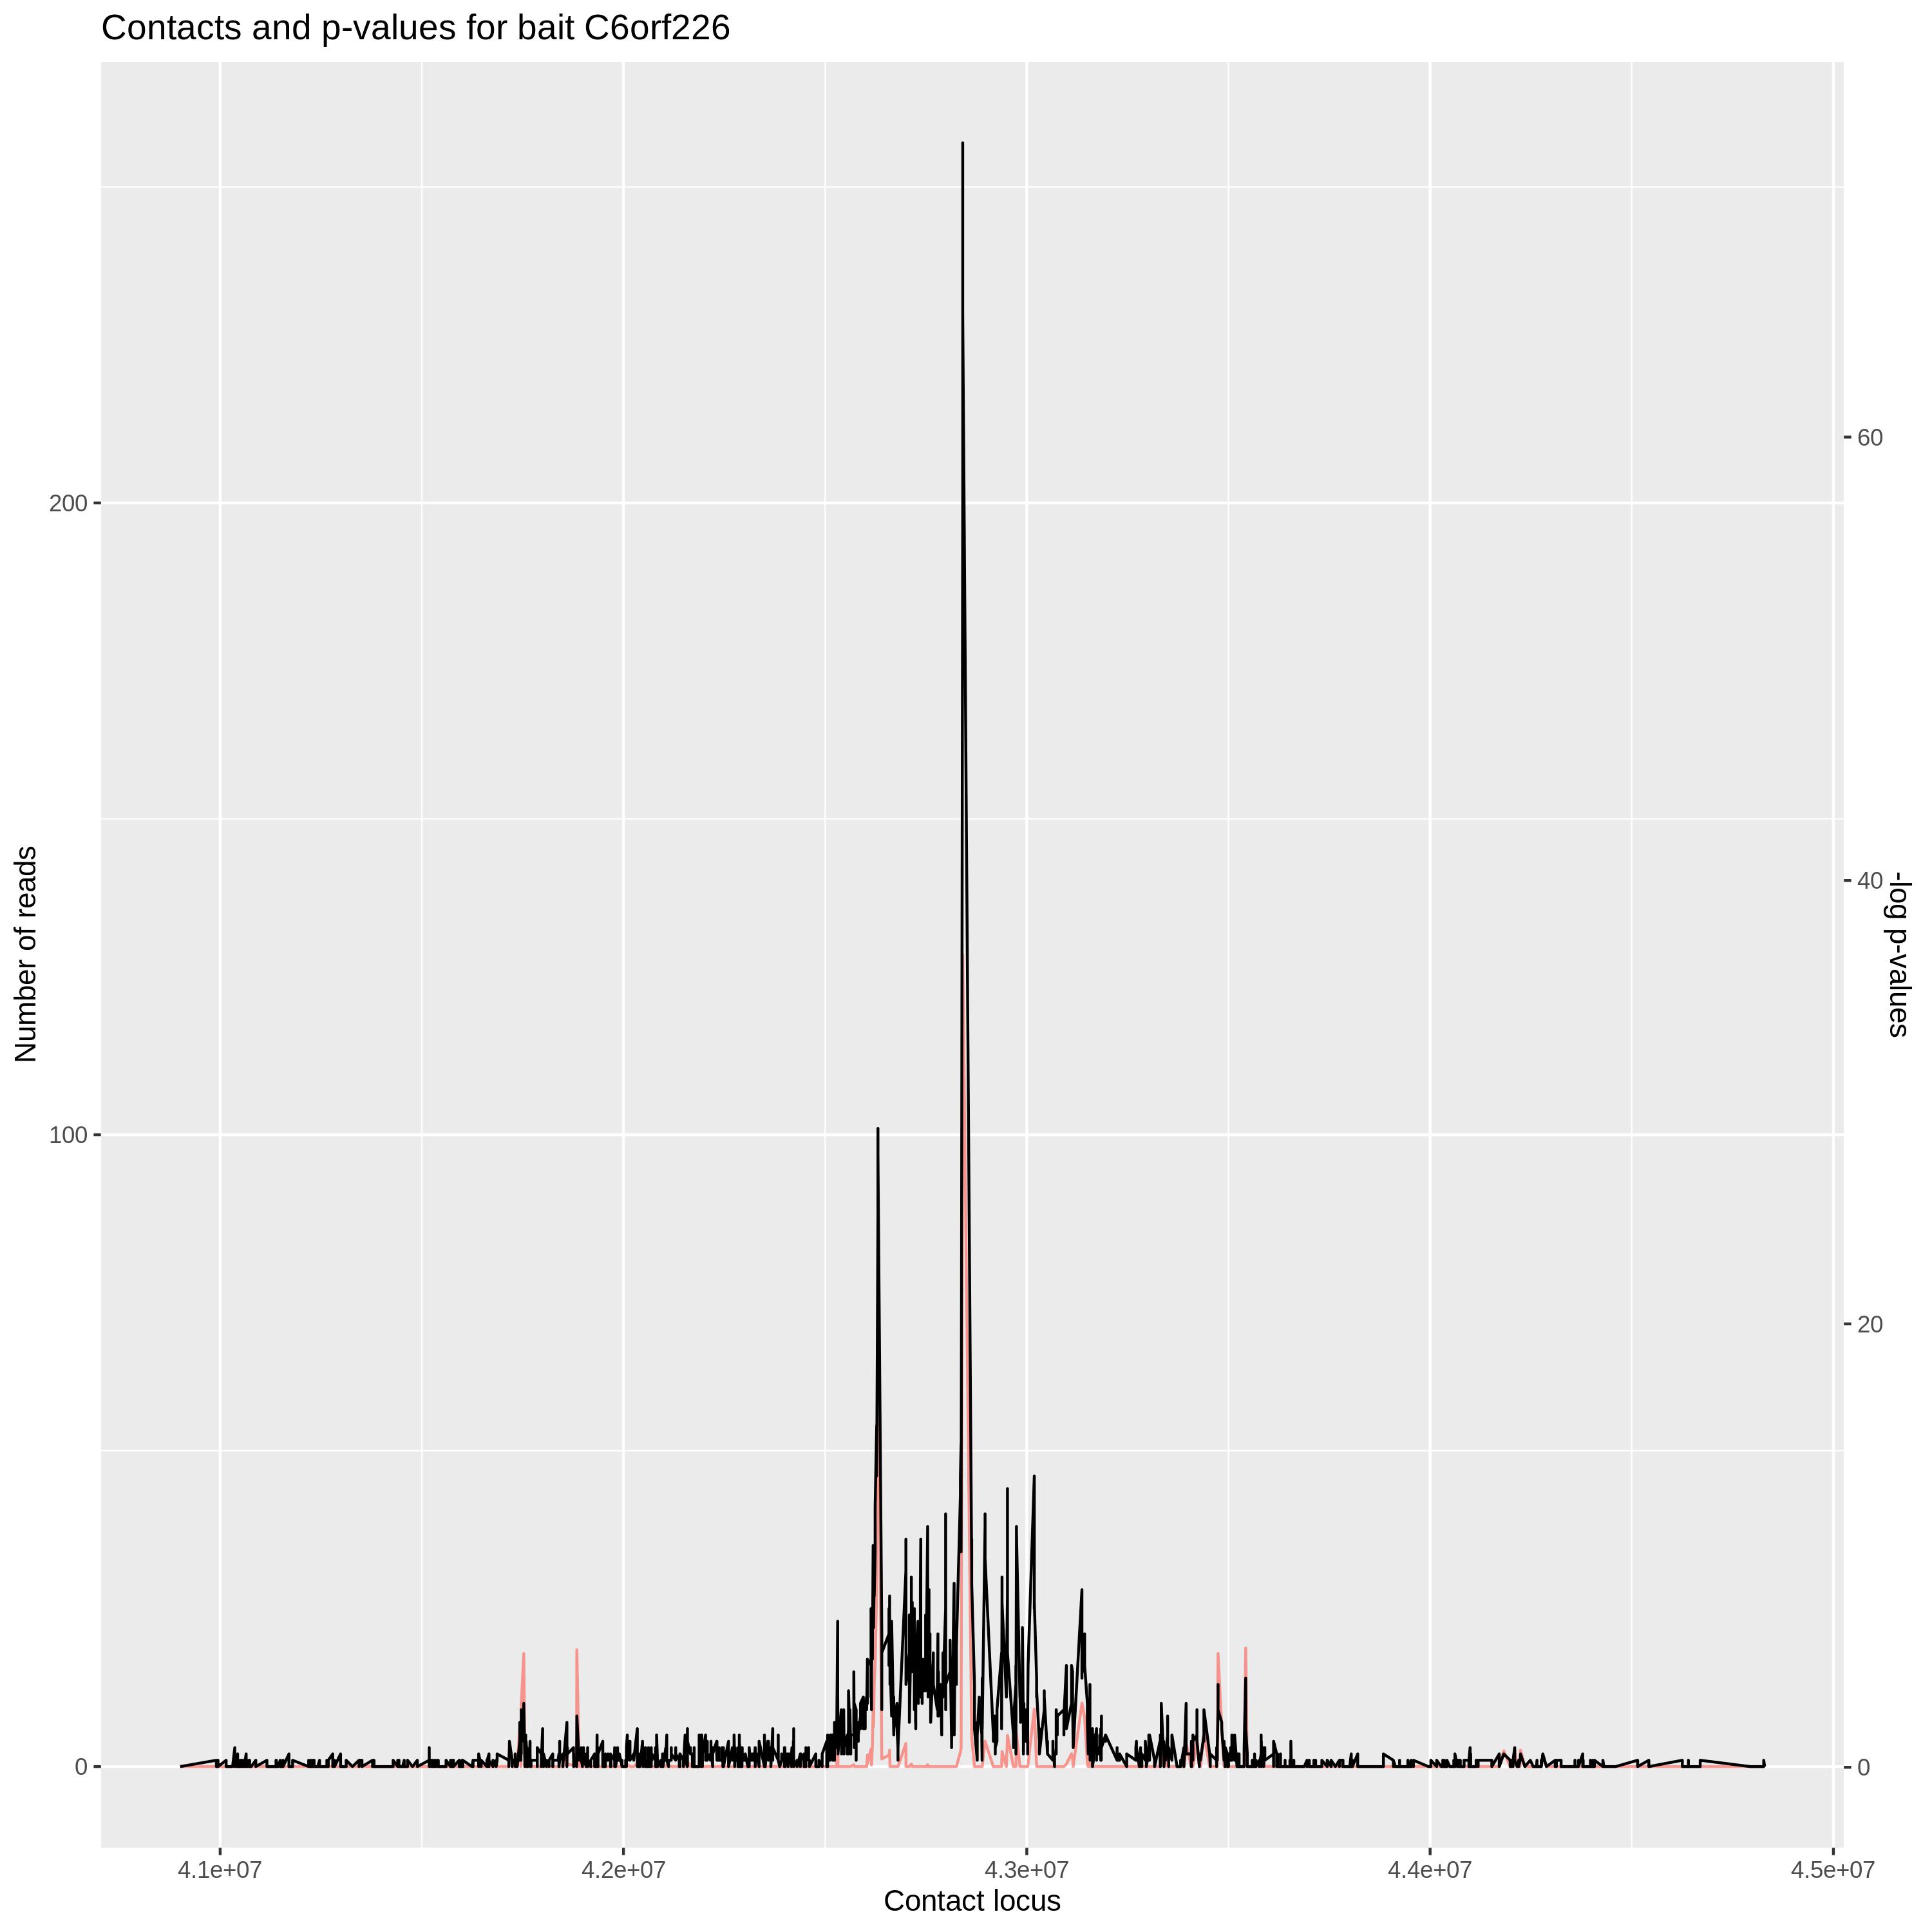 Contacts and p-values for bait C6orf226
Number of reads
200
100
0
60
40
20
0
-log p-values
4.1e+07 4.2e+07 4.3e+07 4.4e+07 4.5e+07
Contact locus